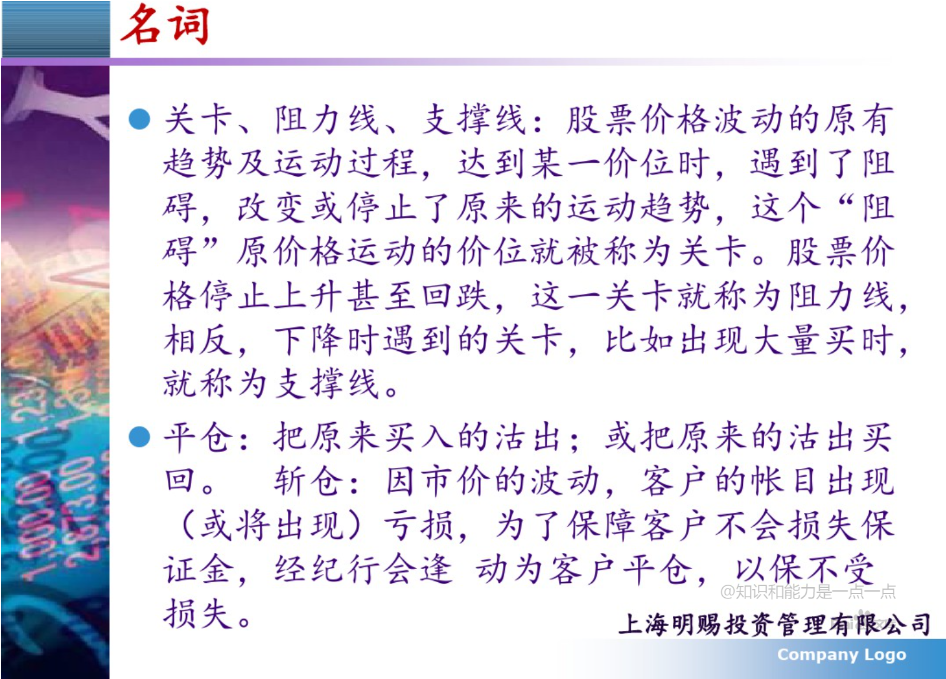 名词
关卡、阻力线、支撑线：股票价格波动的原有
趋势及运动过程，达到某一价位时，遇到了阻
碍，改变或停止了原来的运动趋势，这个“阻
碍”原价格运动的价位就被称为关卡。股票价
格停止上升甚至回跌，这一关卡就称为阻力线，
相反，下降时遇到的关卡，比如出现大量买时，
就称为支撑线。
平仓：把原来买入的沽出；或把原来的沽出买
回。 斩仓：因市价的波动，客户的帐目出现
（或将出现）亏损，为了保障客户不会损失保
证金，经纪行会逢 动为客户平仓，以保不受
@知识和能力是一点一点
损失。
上海明赐投资管理有限公司
Company Logo
1.23
1,000.00
2,873.00